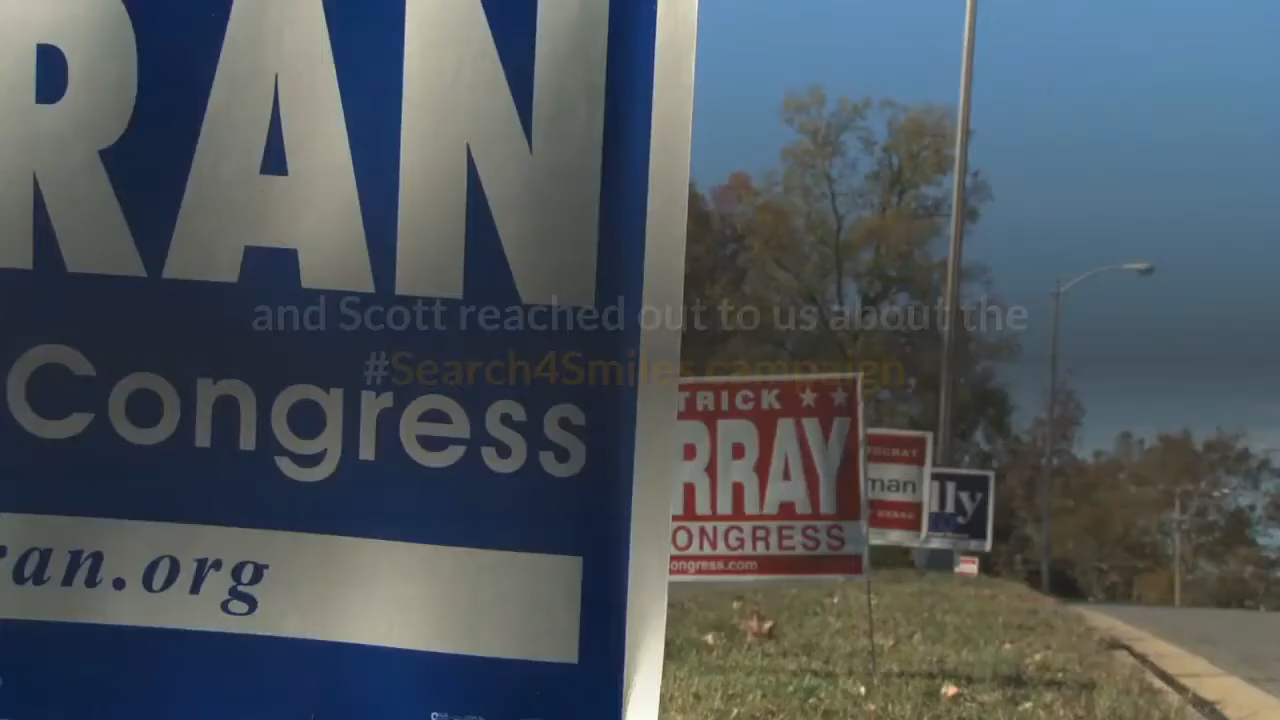 RAN
Congress
ran.org
and Scott reached out to us about the
#Search4Smiles campaign
TRICK
RRAY
ONGRESS
ongress.com
man
lly